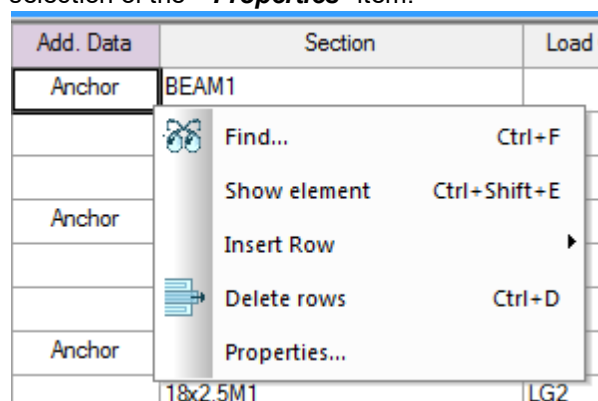 selection of the "Properties" item.
Add. Data Section Load
Anchor BEAM1
Find... Ctrl+F
Show element Ctrl+Shift+E
Anchor
Insert Row
Delete rows Ctrl+D
Anchor Properties...
18x2.5M1 LG2